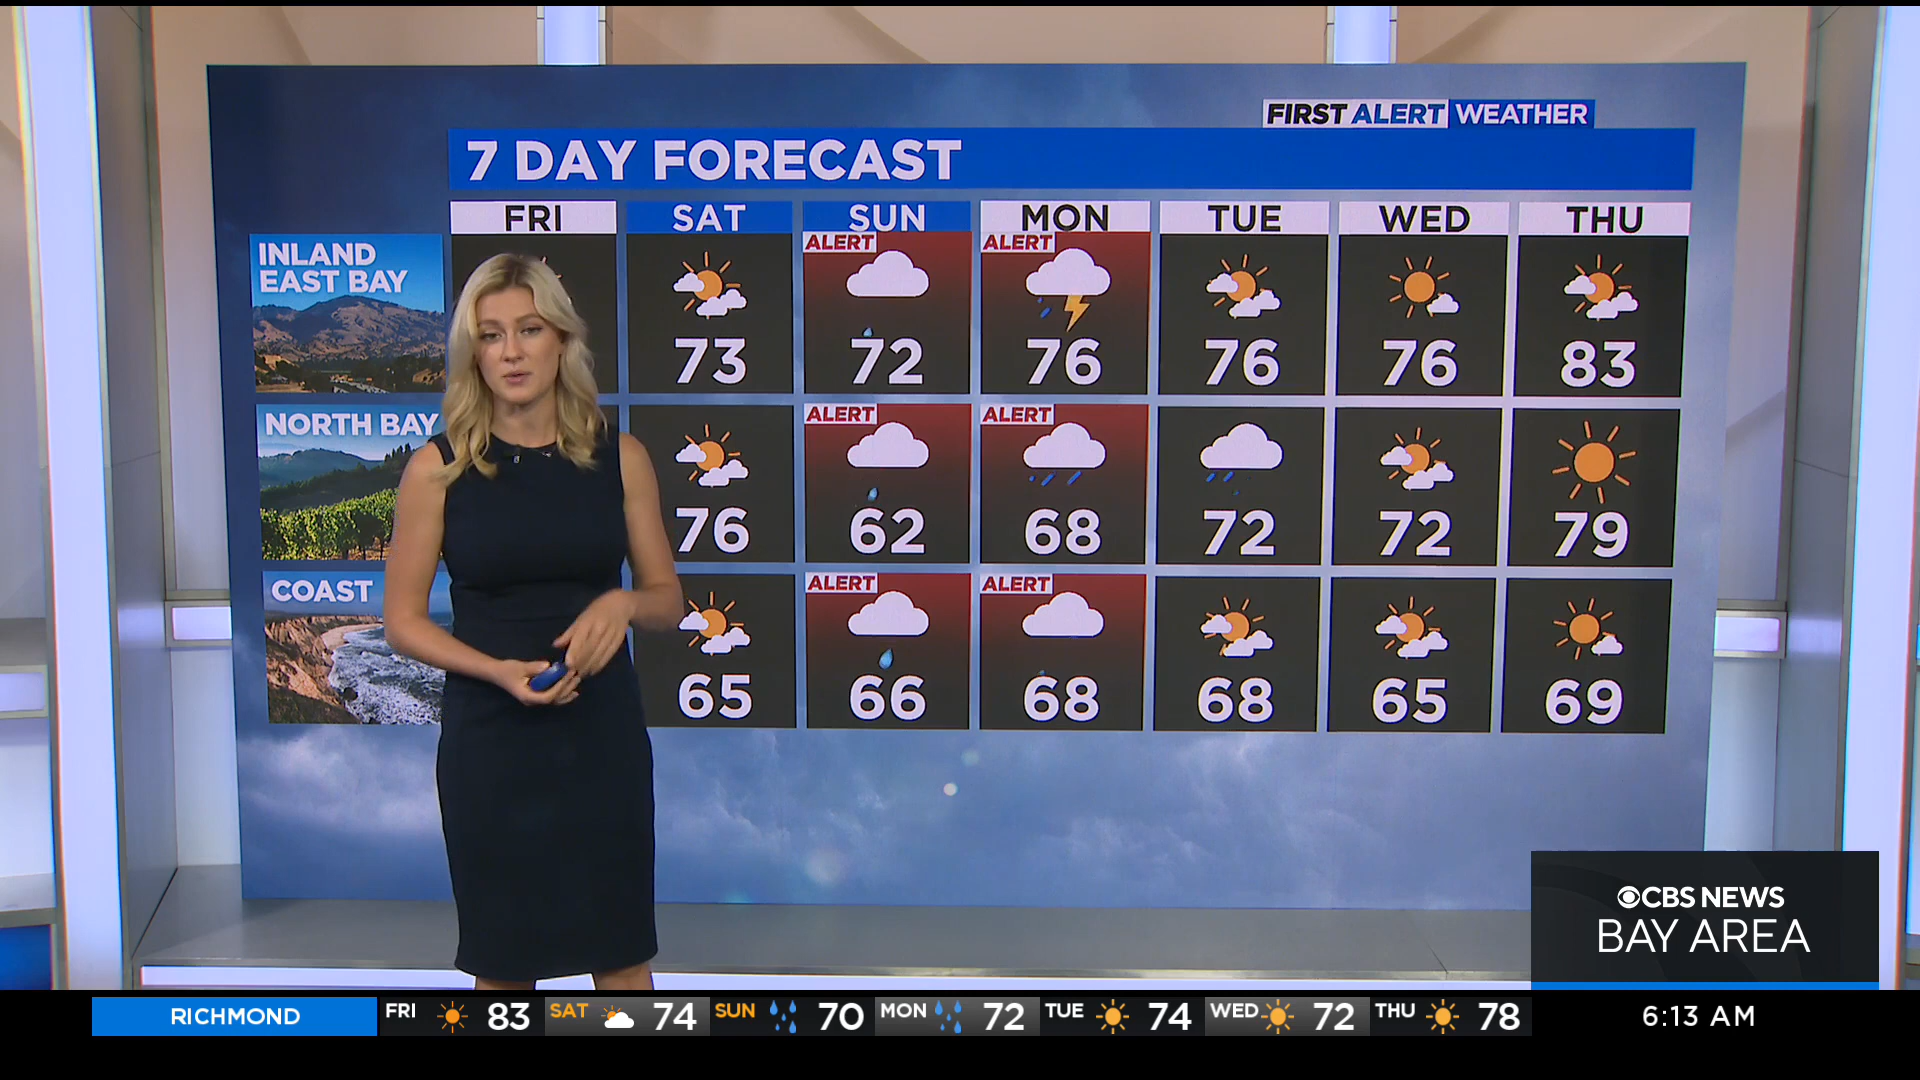 FIRST ALERT WEATHER
7 DAY FORECAST
FRI SAT SUN MON TUE WED THU
INLAND
EAST BAY
ALERT ALERT
73 72 76 76 76 83
NORTH BAY
ALERT ALERT
76 62 68 72 72 79
COAST
ALERT ALERT
65 66 68 68 65 69
CBS NEWS
BAY AREA
RICHMOND FRI 83 SAT 74 SUN 70 MON 72 TUE 74 WED 72 THU 78 6:13 AM